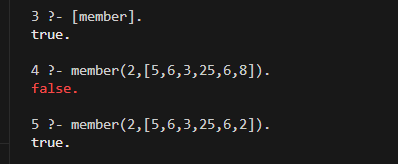 3 ?- [member].
true.
4 ?- member(2,[5,6,3,25,6,8]).
false.
5 ?- member(2,[5,6,3,25,6,2]).
true.